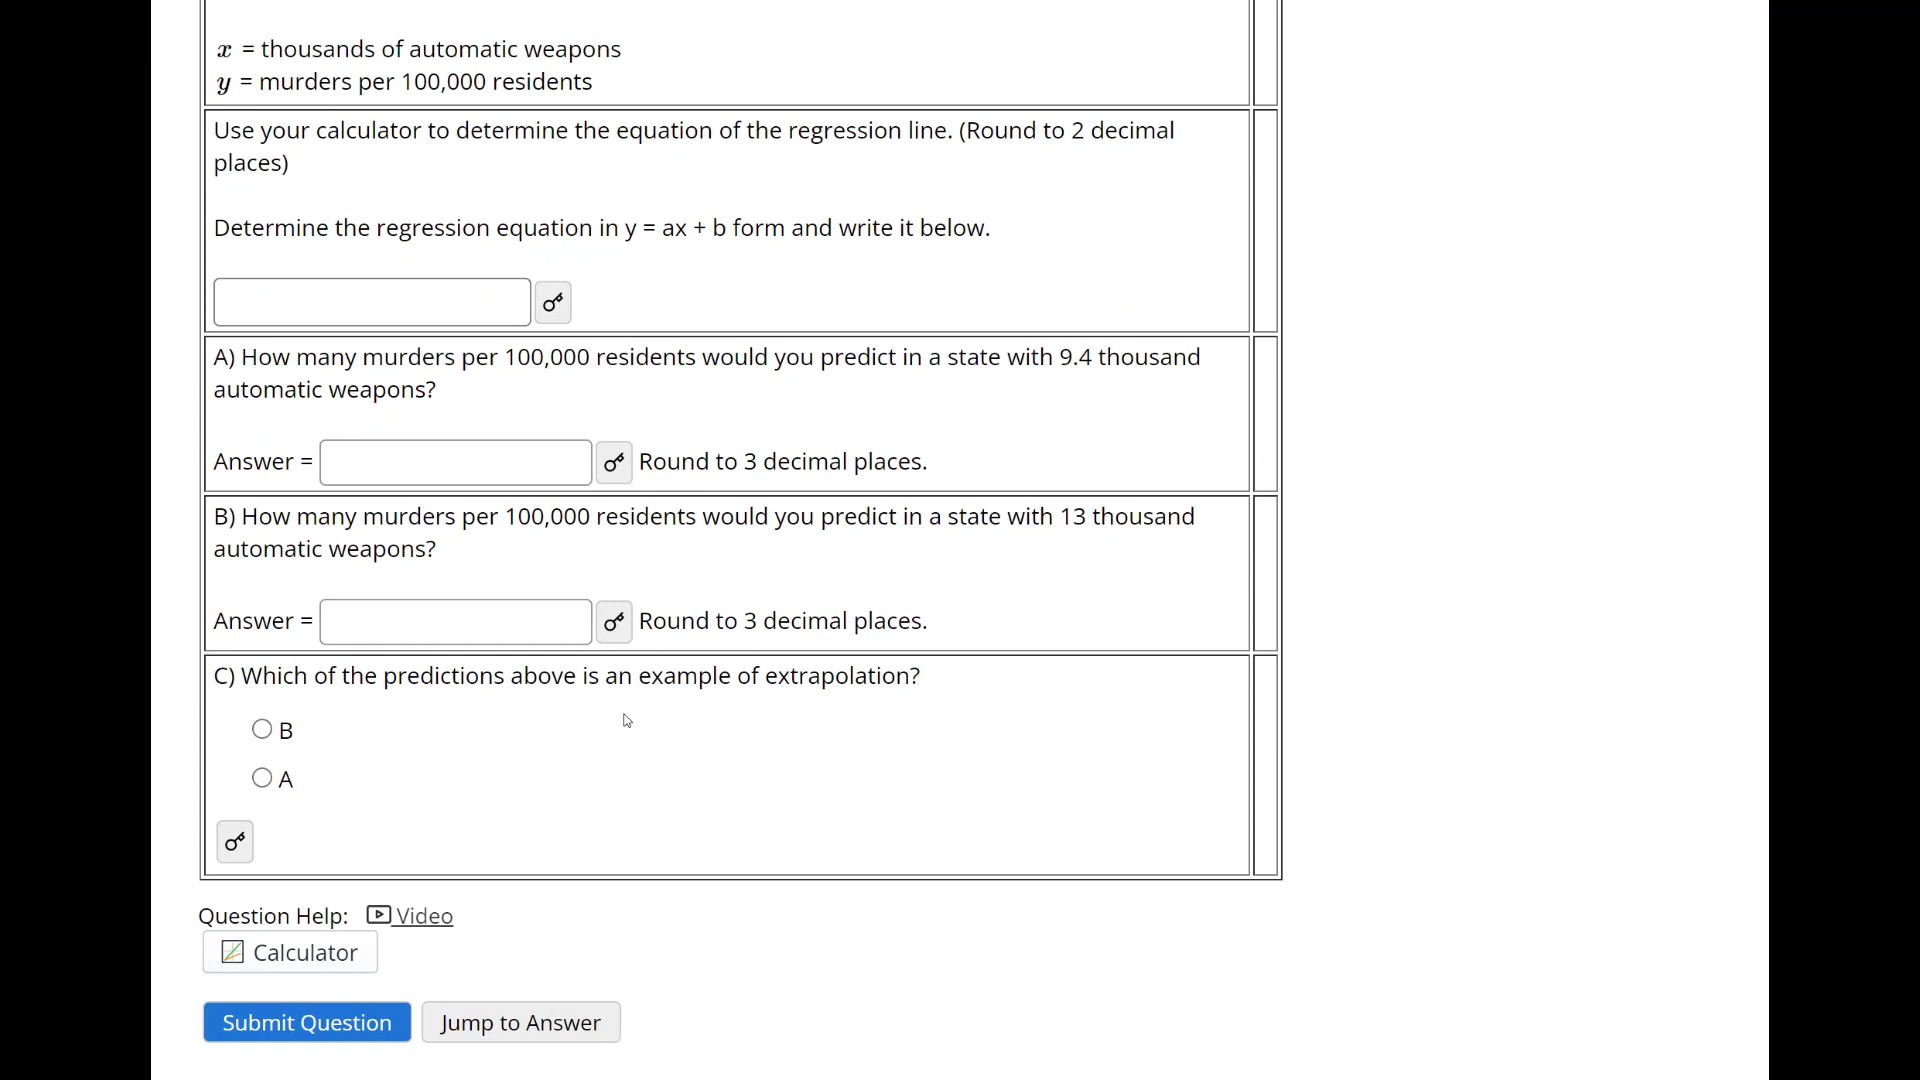 x = thousands of automatic weapons
y = murders per 100,000 residents
Use your calculator to determine the equation of the regression line. (Round to 2 decimal
places)
Determine the regression equation in y = ax + b form and write it below.
A) How many murders per 100,000 residents would you predict in a state with 9.4 thousand
automatic weapons?
Answer = Round to 3 decimal places.
B) How many murders per 100,000 residents would you predict in a state with 13 thousand
automatic weapons?
Answer = Round to 3 decimal places.
C) Which of the predictions above is an example of extrapolation?
B
A
Question Help: Video
Calculator
Submit Question Jump to Answer